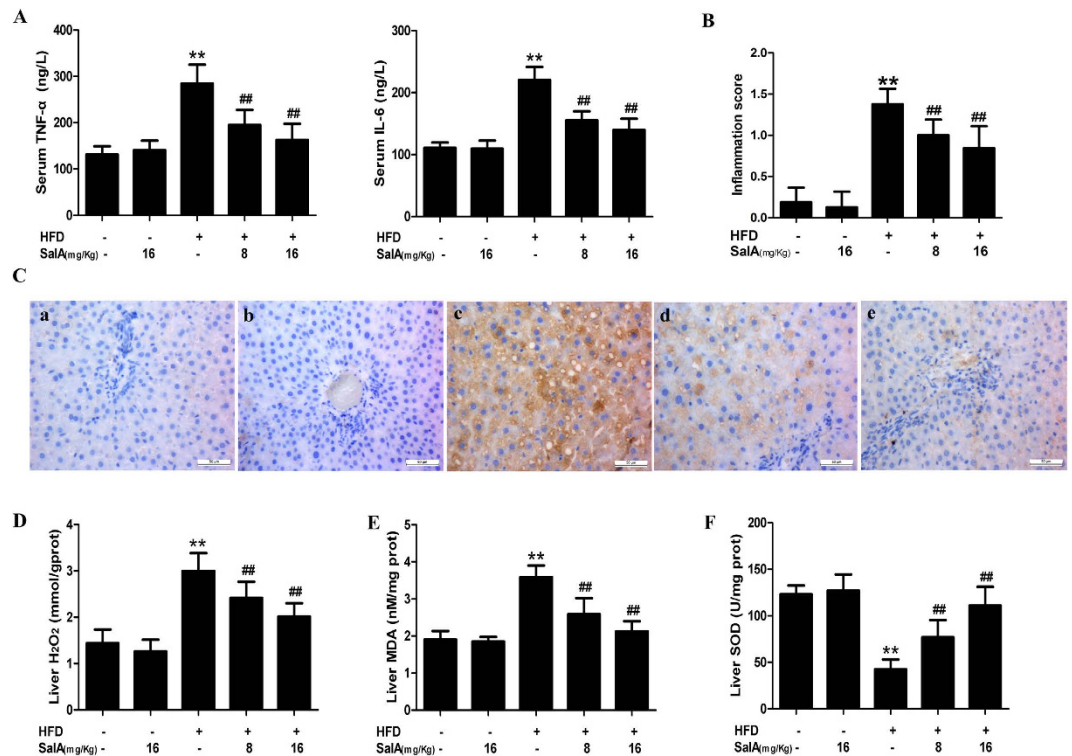 A
Serum TNF-α (ng/L)
400
300
200
100
0
**
##
##
HFD - - + + +
SalA(mg/Kg) - 16 - 8 16
Serum IL-6 (ng/L)
300
200
100
0
**
##
##
HFD - - + + +
SalA(mg/Kg) - 16 - 8 16
B
Inflammation score
2.0
1.5
1.0
0.5
0.0
**
##
##
HFD - - + + +
SalA(mg/Kg) - 16 - 8 16
C
a
b
c
d
e
D
Liver H2O2 (mmol/gprot)
4
3
2
1
0
**
##
##
HFD - - + + +
SalA(mg/Kg) - 16 - 8 16
E
Liver MDA (nM/mg prot)
5
4
3
2
1
0
**
##
##
HFD - - + + +
SalA(mg/Kg) - 16 - 8 16
F
Liver SOD (U/mg prot)
200
150
100
50
0
**
##
##
HFD - - + + +
SalA(mg/Kg) - 16 - 8 16